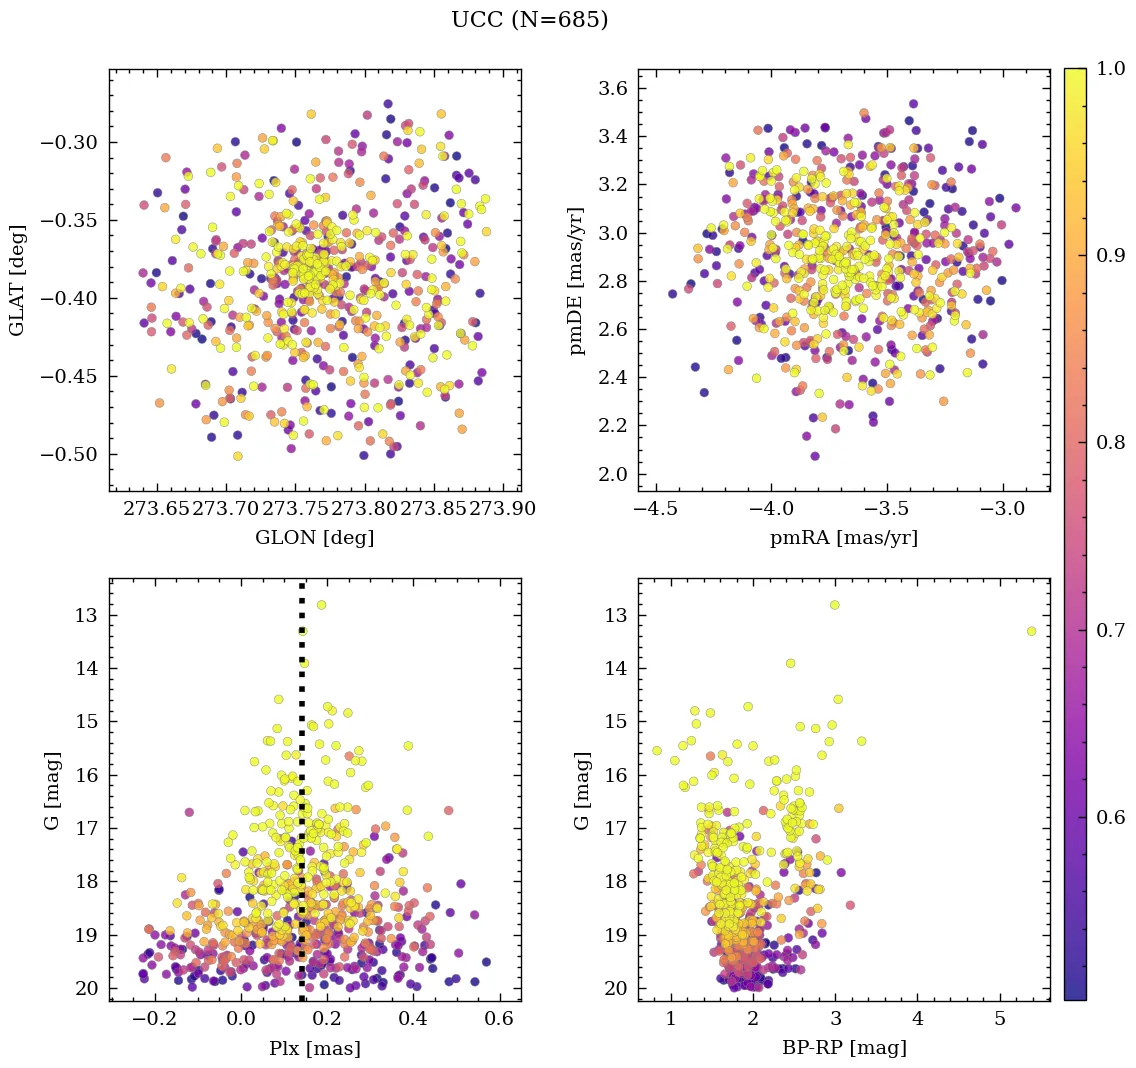 UCC (N=685)
−0.30
−0.35
−0.40
−0.45
−0.50
GLAT [deg]
273.65 273.70 273.75 273.80 273.85 273.90
GLON [deg]
3.6
3.4
3.2
3.0
2.8
2.6
2.4
2.2
2.0
pmDE [mas/yr]
−4.5 −4.0 −3.5 −3.0
pmRA [mas/yr]
1.0
0.9
0.8
0.7
0.6
13
14
15
16
17
18
19
20
G [mag]
−0.2 0.0 0.2 0.4 0.6
Plx [mas]
13
14
15
16
17
18
19
20
G [mag]
1 2 3 4 5
BP-RP [mag]